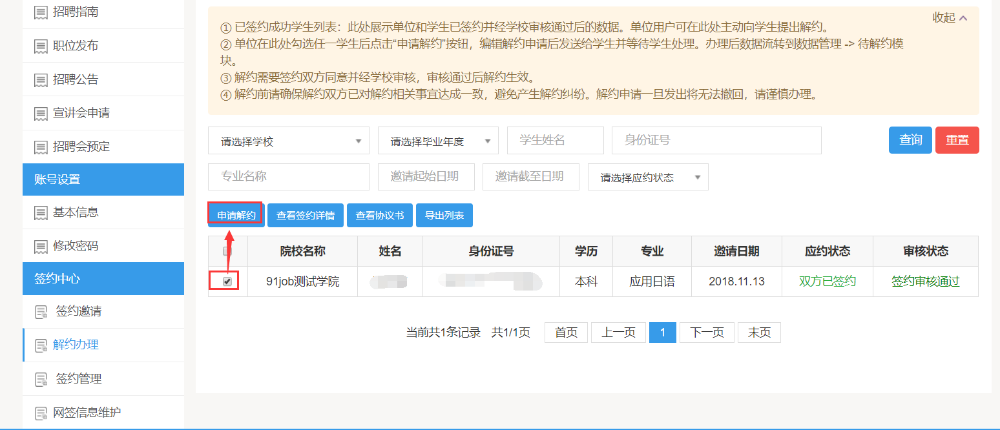 招聘指南
职位发布
招聘公告
宣讲会申请
招聘会预定
账号设置
基本信息
修改密码
签约中心
签约邀请
解约办理
签约管理
网签信息维护
收起
① 已签约成功学生列表：此处展示单位和学生已签约并经学校审核通过后的数据。单位用户可在此处主动向学生提出解约。
② 单位在此处勾选任一学生后点击“申请解约”按钮，编辑解约申请后发送给学生并等待学生处理。办理后数据流转到数据管理 -> 待解约模
块。
③ 解约需要签约双方同意并经学校审核，审核通过后解约生效。
④ 解约前请确保解约双方已对解约相关事宜达成一致，避免产生解约纠纷。解约申请一旦发出将无法撤回，请谨慎办理。
请选择学校 请选择毕业年度 学生姓名 身份证号 查询 重置
专业名称 邀请起始日期 邀请截至日期 请选择应约状态
申请解约 查看签约详情 查看协议书 导出列表
院校名称 姓名 身份证号 学历 专业 邀请日期 应约状态 审核状态
91job测试学院 本科 应用日语 2018.11.13 双方已签约 签约审核通过
当前共1条记录 共1/1页 首页 上一页 1 下一页 末页